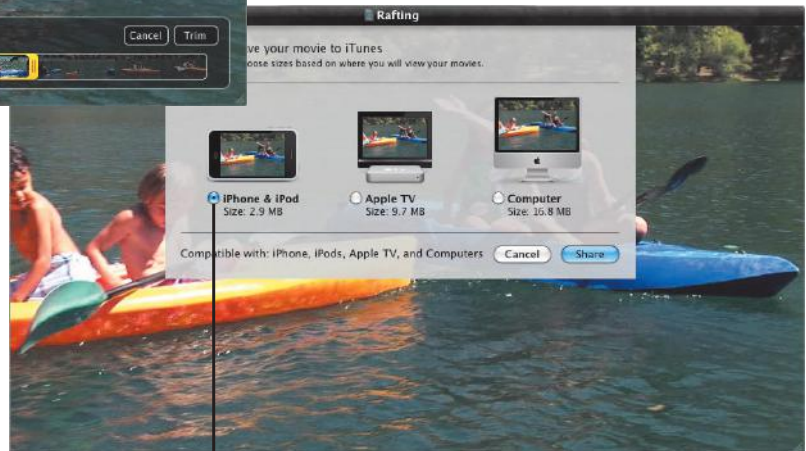 Rafting
Cancel Trim
ve your movie to iTunes
oose sizes based on where you will view your movies.
iPhone & iPod
Size: 2.9 MB
Apple TV
Size: 9.7 MB
Computer
Size: 16.8 MB
Compatible with: iPhone, iPods, Apple TV, and Computers Cancel Share